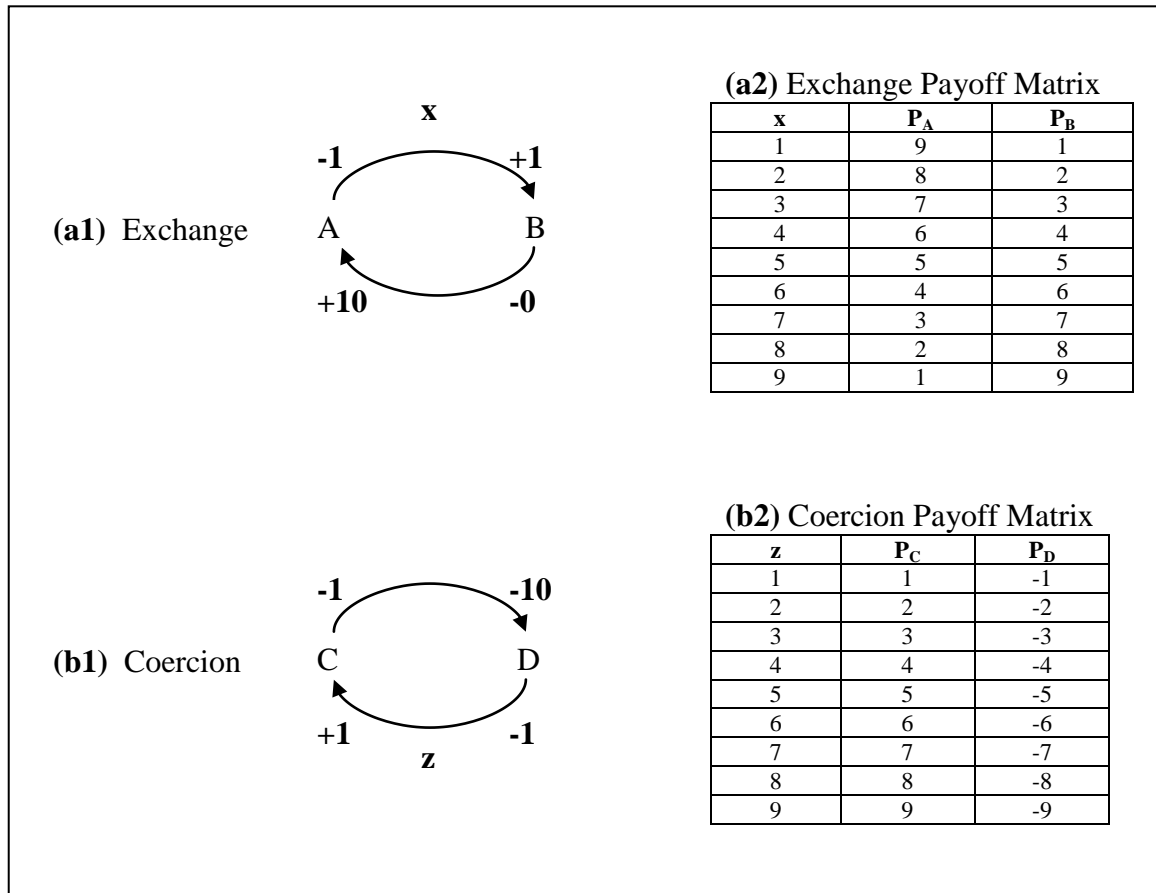 (a2) Exchange Payoff Matrix
x P_A P_B
1 9 1
2 8 2
3 7 3
4 6 4
5 5 5
6 4 6
7 3 7
8 2 8
9 1 9
x
-1 +1
(a1) Exchange A B
+10 -0
(b2) Coercion Payoff Matrix
z P_C P_D
1 1 -1
2 2 -2
3 3 -3
4 4 -4
5 5 -5
6 6 -6
7 7 -7
8 8 -8
9 9 -9
-1 -10
(b1) Coercion C D
+1 -1
z